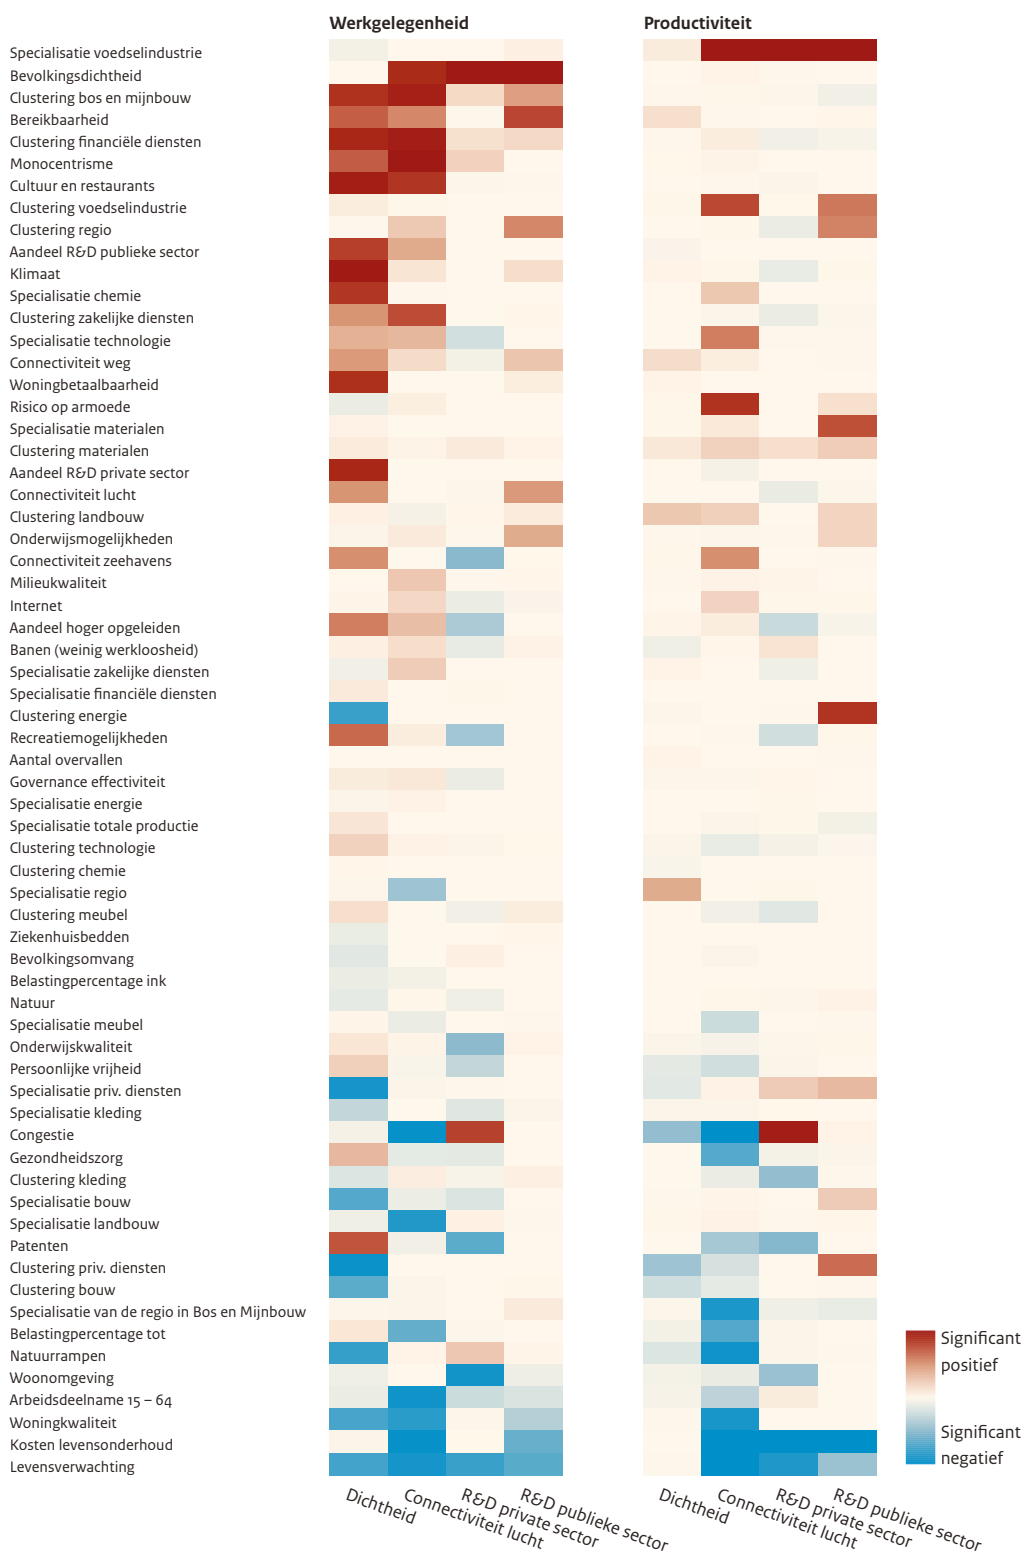 Werkgelegenheid
Productiviteit
Specialisatie voedselindustrie
Bevolkingsdichtheid
Clustering bos en mijnbouw
Bereikbaarheid
Clustering financiële diensten
Monocentrisme
Cultuur en restaurants
Clustering voedselindustrie
Clustering regio
Aandeel R&D publieke sector
Klimaat
Specialisatie chemie
Clustering zakelijke diensten
Specialisatie technologie
Connectiviteit weg
Woningbetaalbaarheid
Risico op armoede
Specialisatie materialen
Clustering materialen
Aandeel R&D private sector
Connectiviteit lucht
Clustering landbouw
Onderwijsmogelijkheden
Connectiviteit zeehavens
Milieukwaliteit
Internet
Aandeel hoger opgeleiden
Banen (weinig werkloosheid)
Specialisatie zakelijke diensten
Specialisatie financiële diensten
Clustering energie
Recreatiemogelijkheden
Aantal overvallen
Governance effectiviteit
Specialisatie energie
Specialisatie totale productie
Clustering technologie
Clustering chemie
Specialisatie regio
Clustering meubel
Ziekenhuisbedden
Bevolkingsomvang
Belastingpercentage ink
Natuur
Specialisatie meubel
Onderwijskwaliteit
Persoonlijke vrijheid
Specialisatie priv. diensten
Specialisatie kleding
Congestie
Gezondheidszorg
Clustering kleding
Specialisatie bouw
Specialisatie landbouw
Patenten
Clustering priv. diensten
Clustering bouw
Specialisatie van de regio in Bos en Mijnbouw
Belastingpercentage tot
Natuurrampen
Woonomgeving
Arbeidsdeelname 15 – 64
Woningkwaliteit
Kosten levensonderhoud
Levensverwachting
Significant
positief
Significant
negatief
Dichtheid
Connectiviteit lucht
R&D private sector
R&D publieke sector
Dichtheid
Connectiviteit lucht
R&D private sector
R&D publieke sector